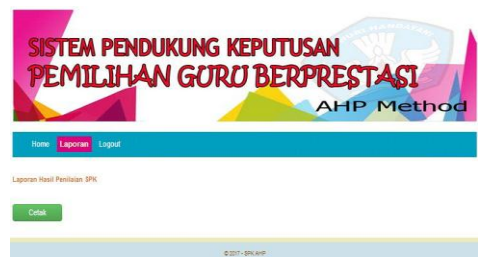 SISTEM PENDUKUNG KEPUTUSAN
PEMILIHAN GURU BERPRESTASI
AHP Method
Home Laporan Logout
Laporan Hasil Penilaian SPK
Cetak
© 2017 - SPK AHP